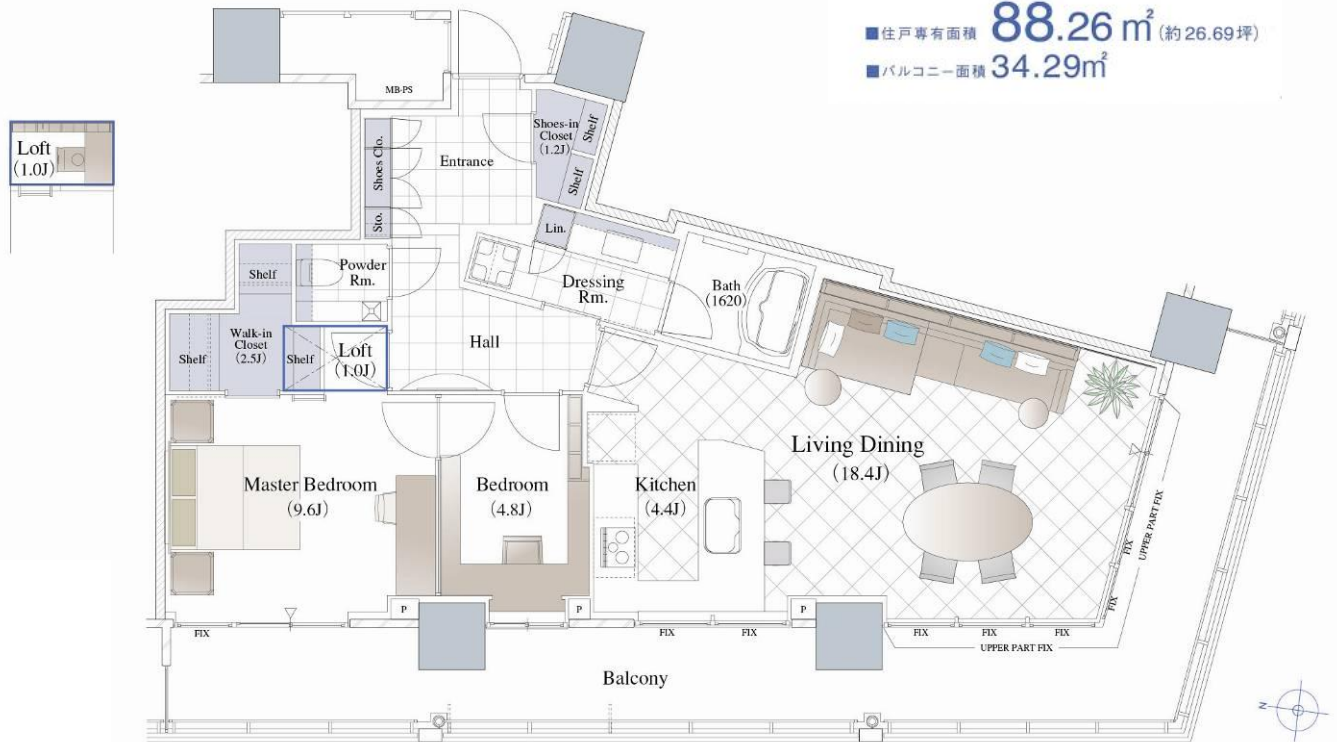 ■住戸専有面積 88.26㎡(約26.69坪)
■バルコニー面積 34.29㎡
MB·PS
Loft
(1.0J)
Shoes Clo.
Sto.
Entrance
Shoes-in
Closet
(1.2J)
Shelf
Shelf
Lin.
Shelf
Powder
Rm.
Dressing
Rm.
Bath
(1620)
Walk-in
Closet
(2.5J)
Shelf
Shelf
Loft
(1.0J)
Hall
Living Dining
(18.4J)
Master Bedroom
(9.6J)
Bedroom
(4.8J)
Kitchen
(4.4J)
FIX
FIX
UPPER PART FIX
P
P
P
FIX
FIX
FIX
FIX
FIX
FIX
UPPER PART FIX
Balcony
N